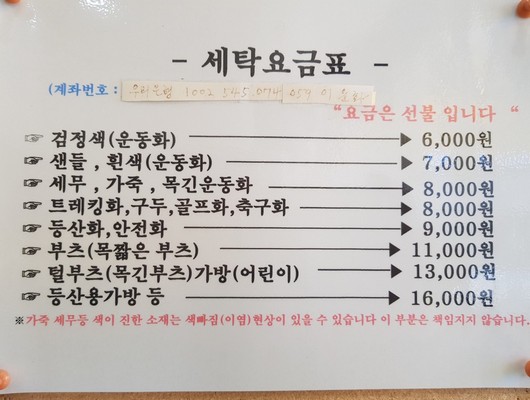 - 세탁요금표 -
(계좌번호 : 우리은행 1002 545 074 059 이
"요금은 선불 입니다 "
☞ 검정색(운동화) 6,000원
☞ 샌들 , 흰색(운동화) 7,000원
☞ 세무 , 가죽 , 목긴운동화 8,000원
☞ 트레킹화,구두,골프화,축구화 8,000원
☞ 등산화,안전화 9,000원
☞ 부츠(목짧은 부츠) 11,000원
☞ 털부츠(목긴부츠)가방(어린이) 13,000원
☞ 등산용가방 등 16,000원
※가죽 세무등 색이 진한 소재는 색빠짐(이염)현상이 있을 수 있습니다 이 부분은 책임지지 않습니다.